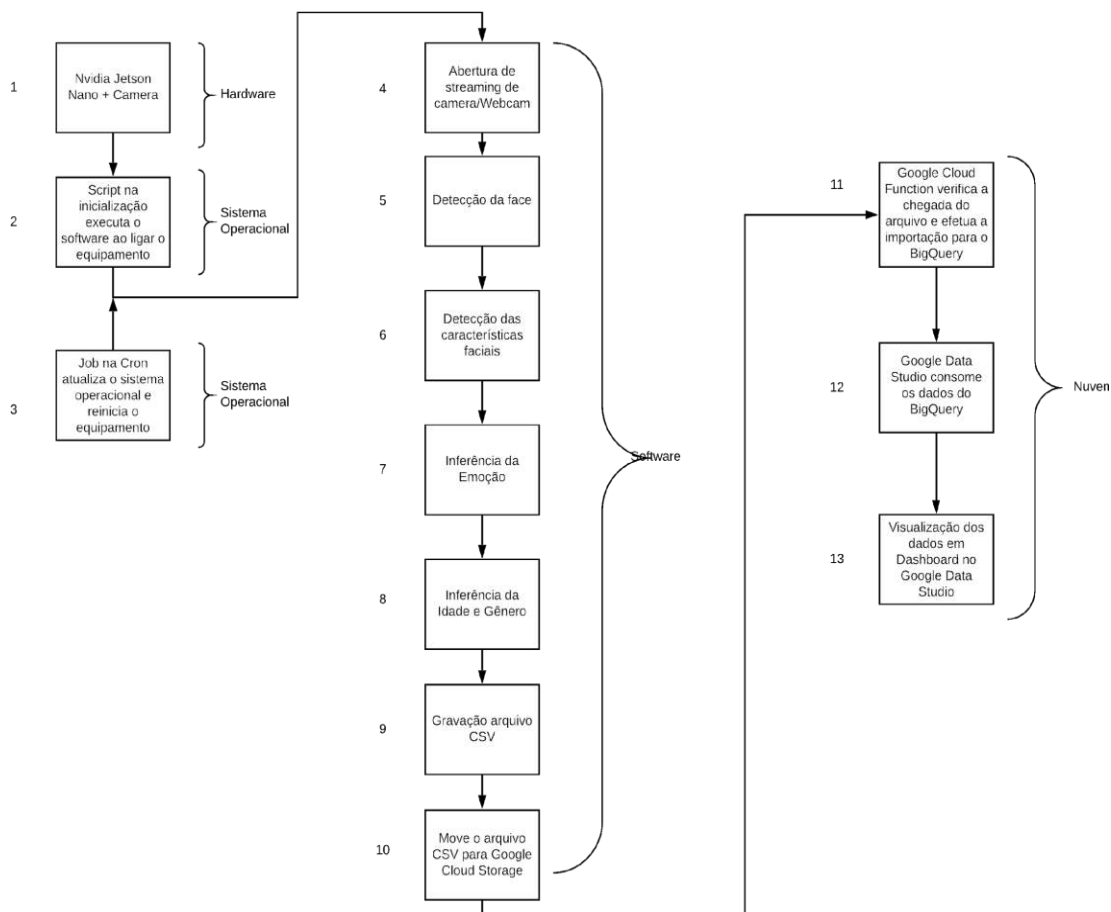 1
Nvidia Jetson
Nano + Camera
Hardware
2
Script na
inicialização
executa o
software ao ligar o
equipamento
Sistema
Operacional
3
Job na Cron
atualiza o sistema
operacional e
reinicia o
equipamento
Sistema
Operacional
4
Abertura de
streaming de
camera/Webcam
5
Detecção da face
6
Detecção das
características
faciais
7
Inferência da
Emoção
8
Inferência da
Idade e Gênero
9
Gravação arquivo
CSV
10
Move o arquivo
CSV para Google
Cloud Storage
Software
11
Google Cloud
Function verifica a
chegada do
arquivo e efetua a
importação para o
BigQuery
12
Google Data
Studio consome
os dados do
BigQuery
13
Visualização dos
dados em
Dashboard no
Google Data
Studio
Nuvem